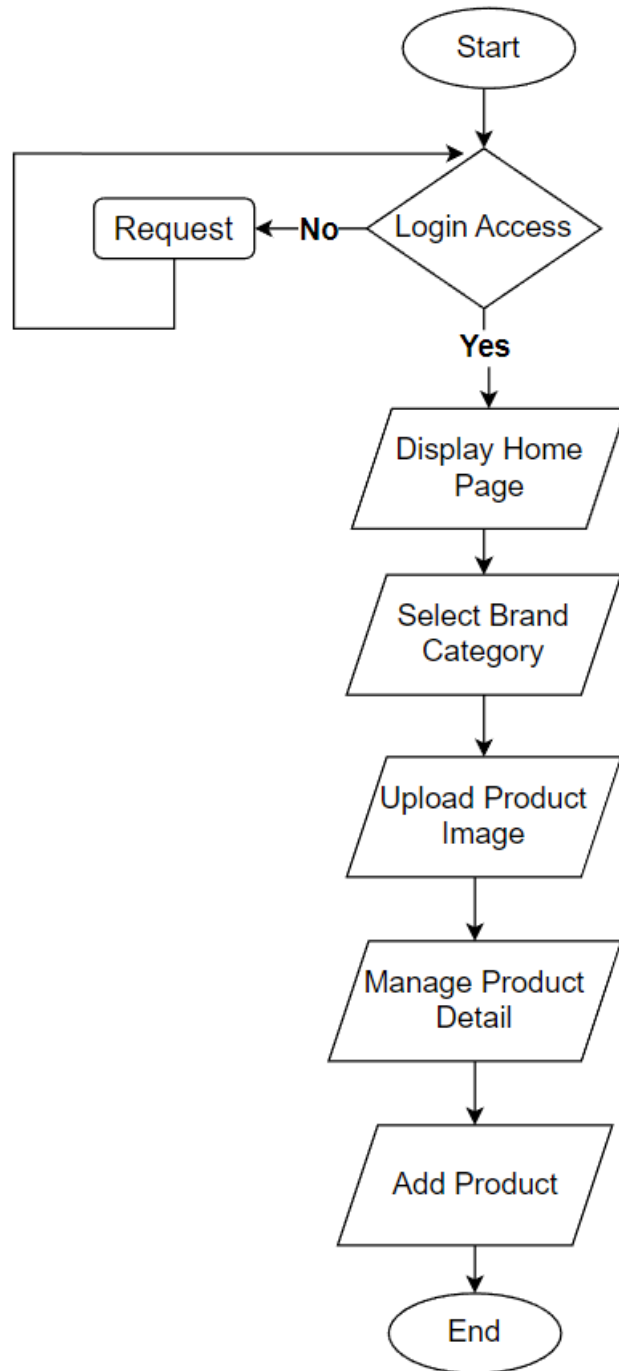 Start
Login Access
No
Request
Yes
Display Home
Page
Select Brand
Category
Upload Product
Image
Manage Product
Detail
Add Product
End